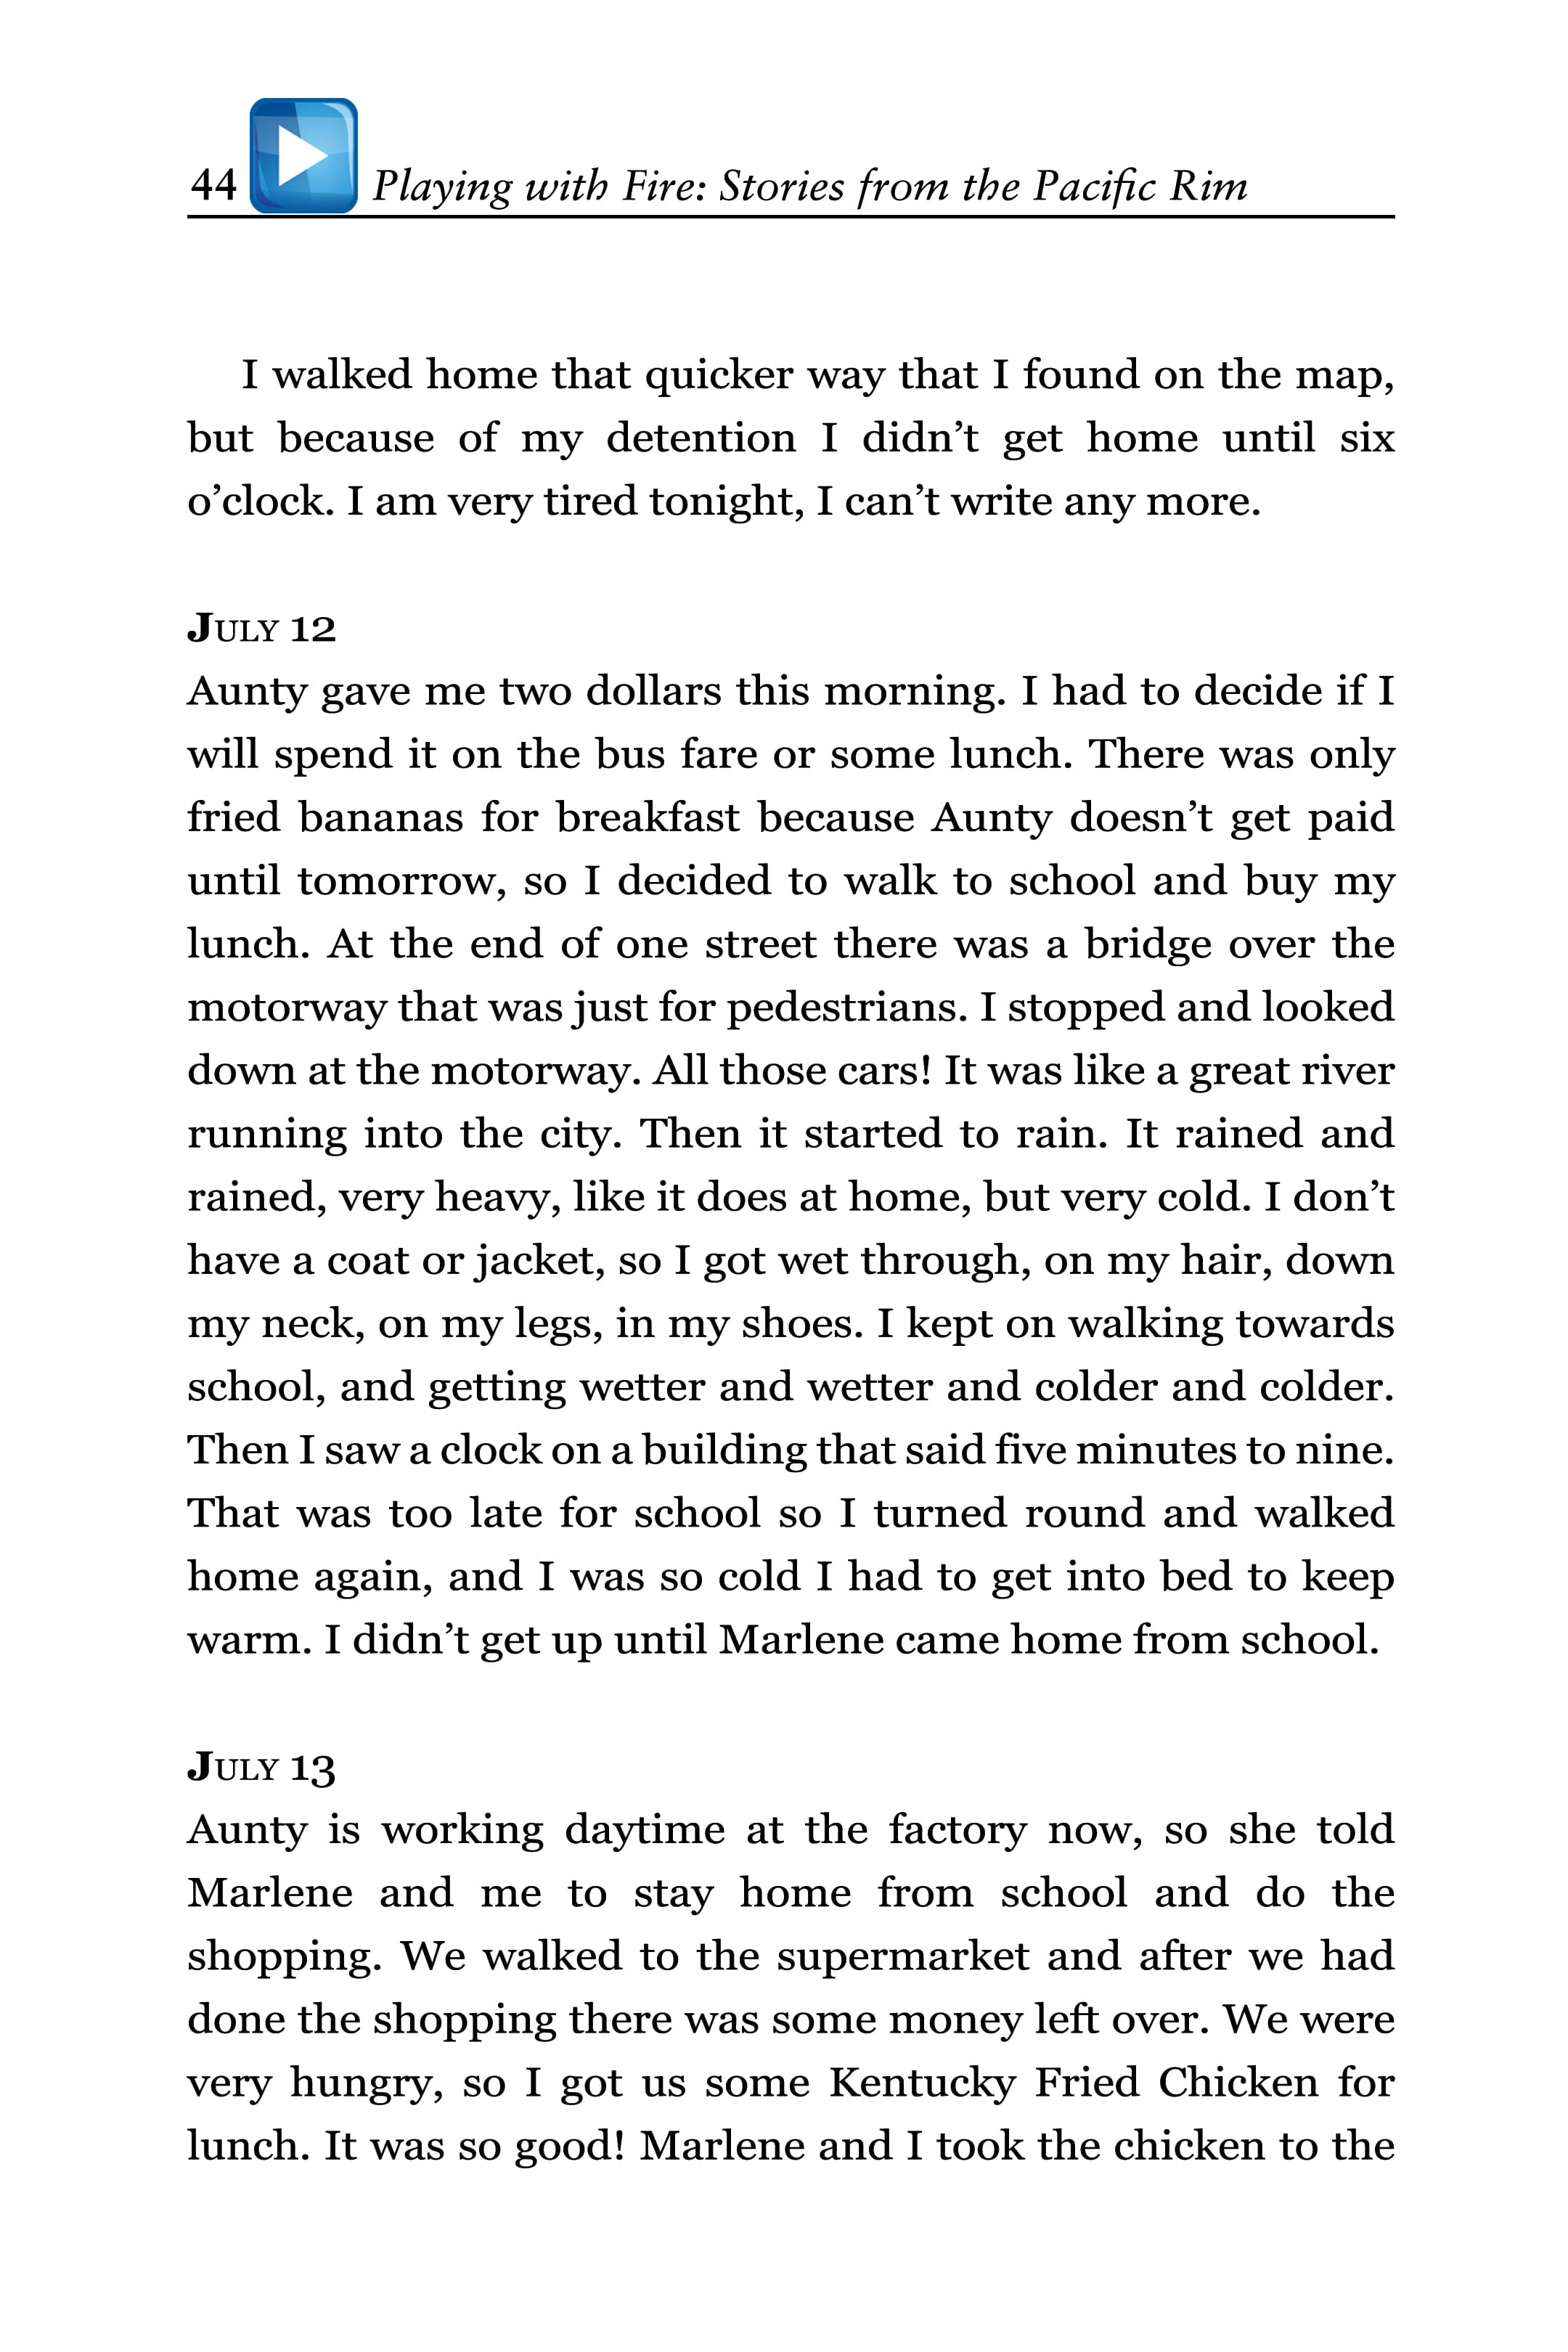 44 Playing with Fire: Stories from the Pacific Rim
I walked home that quicker way that I found on the map,
but because of my detention I didn’t get home until six
o’clock. I am very tired tonight, I can’t write any more.
July 12
Aunty gave me two dollars this morning. I had to decide if I
will spend it on the bus fare or some lunch. There was only
fried bananas for breakfast because Aunty doesn’t get paid
until tomorrow, so I decided to walk to school and buy my
lunch. At the end of one street there was a bridge over the
motorway that was just for pedestrians. I stopped and looked
down at the motorway. All those cars! It was like a great river
running into the city. Then it started to rain. It rained and
rained, very heavy, like it does at home, but very cold. I don’t
have a coat or jacket, so I got wet through, on my hair, down
my neck, on my legs, in my shoes. I kept on walking towards
school, and getting wetter and wetter and colder and colder.
Then I saw a clock on a building that said five minutes to nine.
That was too late for school so I turned round and walked
home again, and I was so cold I had to get into bed to keep
warm. I didn’t get up until Marlene came home from school.
July 13
Aunty is working daytime at the factory now, so she told
Marlene and me to stay home from school and do the
shopping. We walked to the supermarket and after we had
done the shopping there was some money left over. We were
very hungry, so I got us some Kentucky Fried Chicken for
lunch. It was so good! Marlene and I took the chicken to the